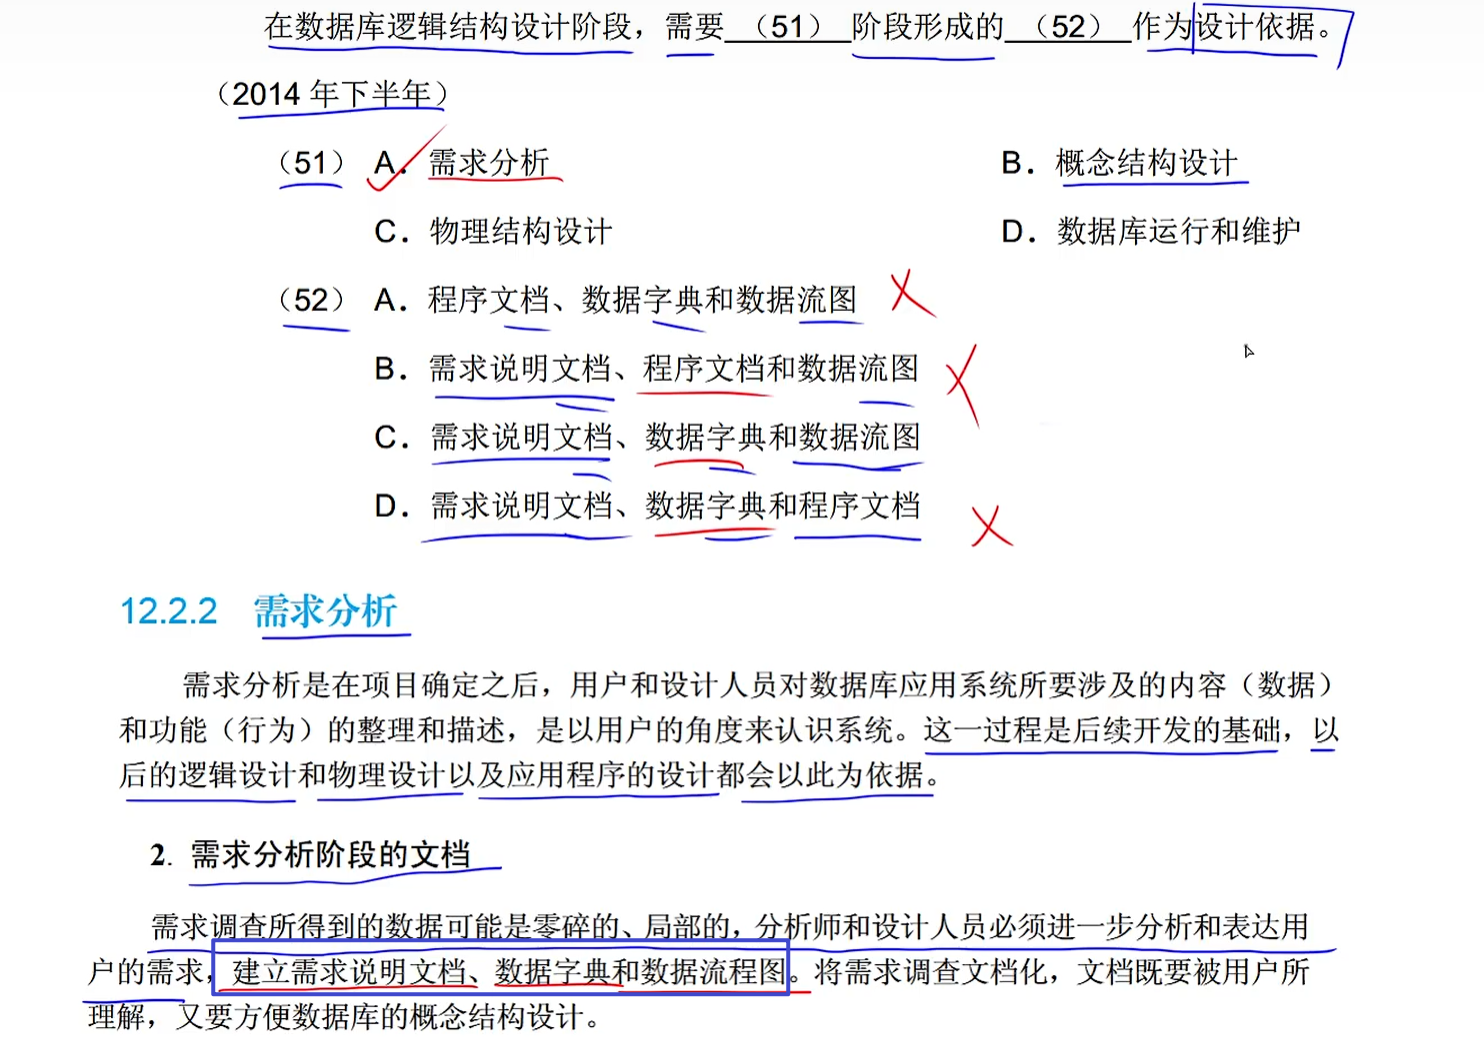 在数据库逻辑结构设计阶段，需要（51）阶段形成的（52）作为设计依据。
（2014 年下半年）
（51） A．需求分析 B．概念结构设计
C．物理结构设计 D．数据库运行和维护
（52） A．程序文档、数据字典和数据流图
B．需求说明文档、程序文档和数据流图
C．需求说明文档、数据字典和数据流图
D．需求说明文档、数据字典和程序文档
12.2.2 需求分析
需求分析是在项目确定之后，用户和设计人员对数据库应用系统所要涉及的内容（数据）
和功能（行为）的整理和描述，是以用户的角度来认识系统。这一过程是后续开发的基础，以
后的逻辑设计和物理设计以及应用程序的设计都会以此为依据。
2. 需求分析阶段的文档
需求调查所得到的数据可能是零碎的、局部的，分析师和设计人员必须进一步分析和表达用
户的需求，建立需求说明文档、数据字典和数据流程图。将需求调查文档化，文档既要被用户所
理解，又要方便数据库的概念结构设计。